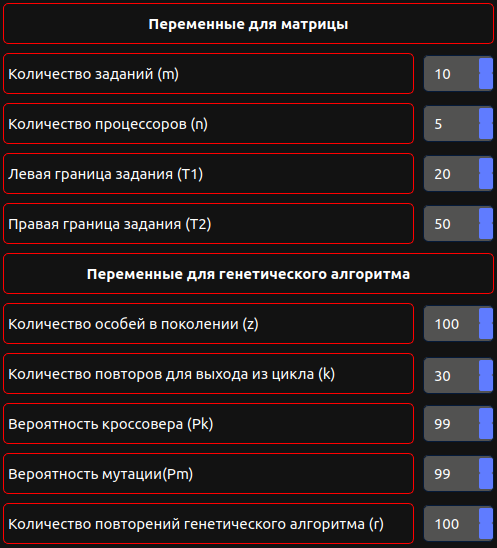 Переменные для матрицы
Количество заданий (m) 10
Количество процессоров (n) 5
Левая граница задания (T1) 20
Правая граница задания (T2) 50
Переменные для генетического алгоритма
Количество особей в поколении (z) 100
Количество повторов для выхода из цикла (k) 30
Вероятность кроссовера (Pk) 99
Вероятность мутации(Pm) 99
Количество повторений генетического алгоритма (r) 100